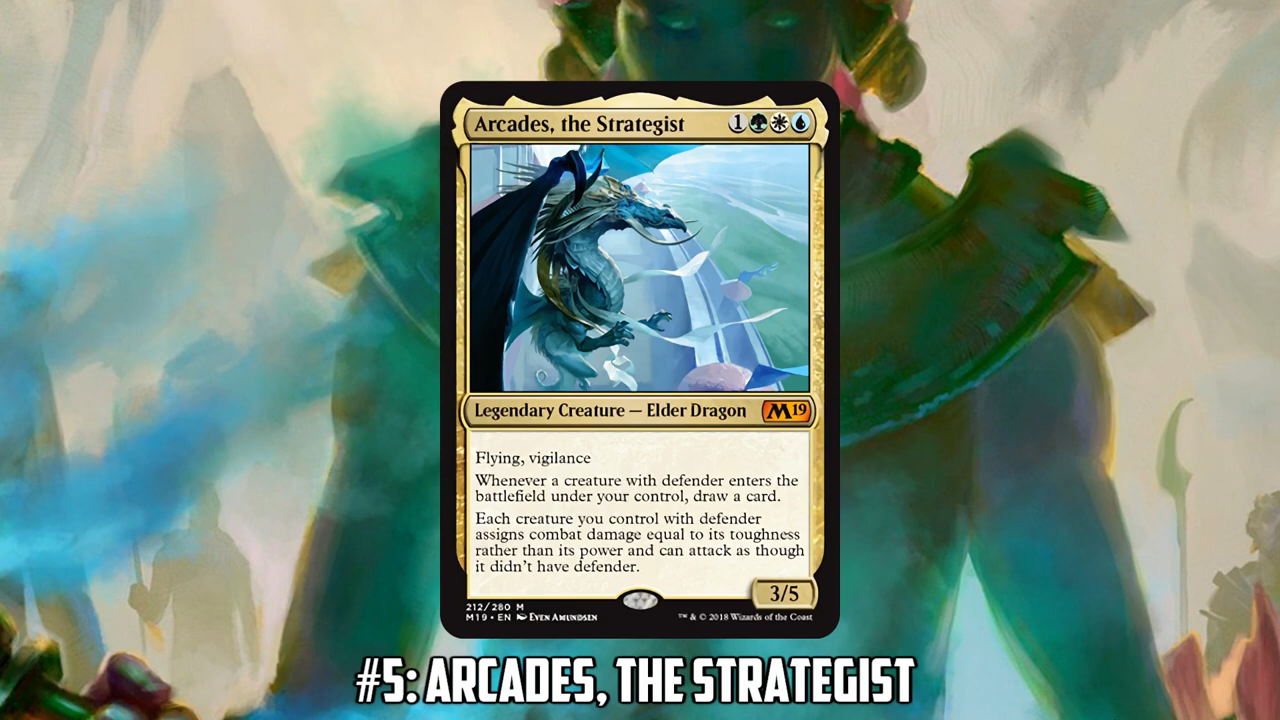 Arcades, the Strategist 1
Legendary Creature — Elder Dragon M19
Flying, vigilance
Whenever a creature with defender enters the
battlefield under your control, draw a card.
Each creature you control with defender
assigns combat damage equal to its toughness
rather than its power and can attack as though
it didn't have defender.
3/5
212/280 M
M19 • EN Even Amundsen ™ & © 2018 Wizards of the Coast
#5: ARCADES, THE STRATEGIST